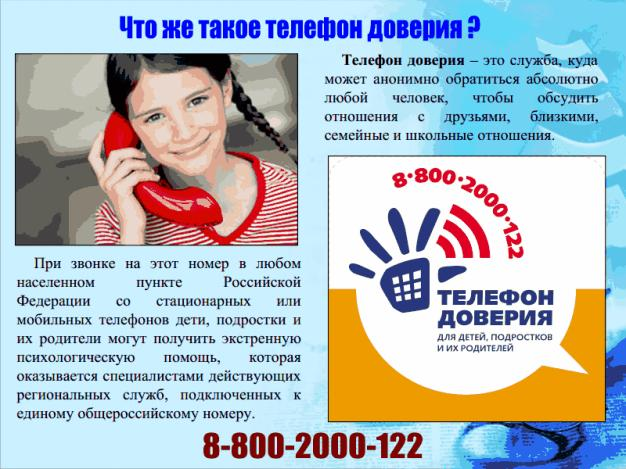 Что же такое телефон доверия ?
Телефон доверия – это служба, куда
может анонимно обратиться абсолютно
любой человек, чтобы обсудить
отношения с друзьями, близкими,
семейные и школьные отношения.
8·800·2000·122
ТЕЛЕФОН
ДОВЕРИЯ
ДЛЯ ДЕТЕЙ, ПОДРОСТКОВ
И ИХ РОДИТЕЛЕЙ
При звонке на этот номер в любом
населенном пункте Российской
Федерации со стационарных или
мобильных телефонов дети, подростки и
их родители могут получить экстренную
психологическую помощь, которая
оказывается специалистами действующих
региональных служб, подключенных к
единому общероссийскому номеру.
8-800-2000-122